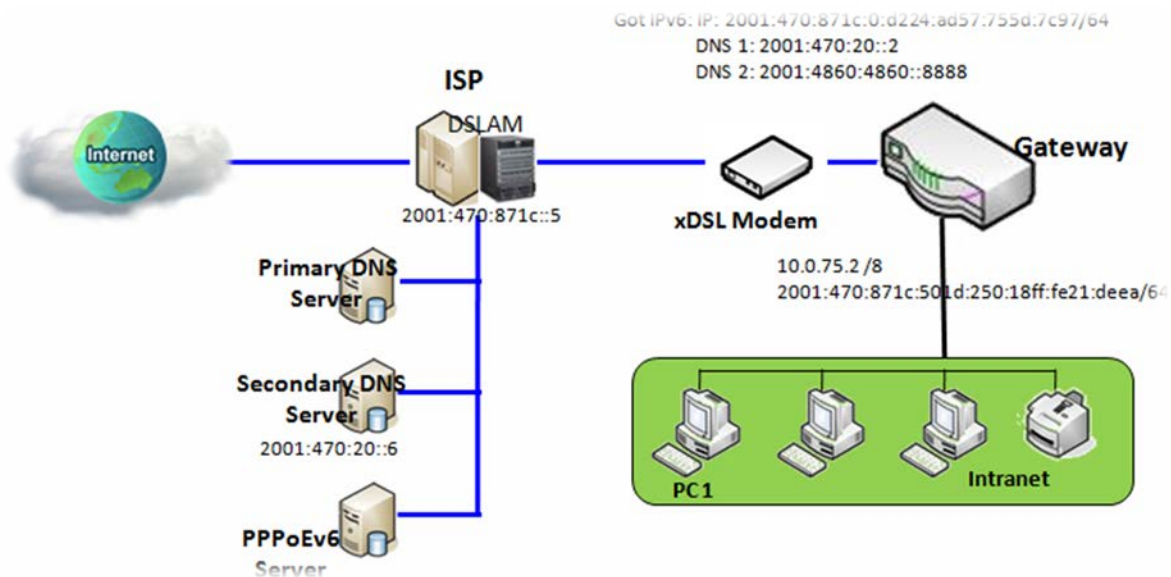 Got IPv6: IP: 2001:470:871c:0:d224:ad57:755d:7c97/64
DNS 1: 2001:470:20::2
DNS 2: 2001:4860:4860::8888
ISP
DSLAM
Internet
Gateway
2001:470:871c::5
xDSL Modem
Primary DNS
Server
10.0.75.2 /8
2001:470:871c:501d:250:18ff:fe21:deea/64
Secondary DNS
Server
2001:470:20::6
PC1
Intranet
PPPoEv6
Server